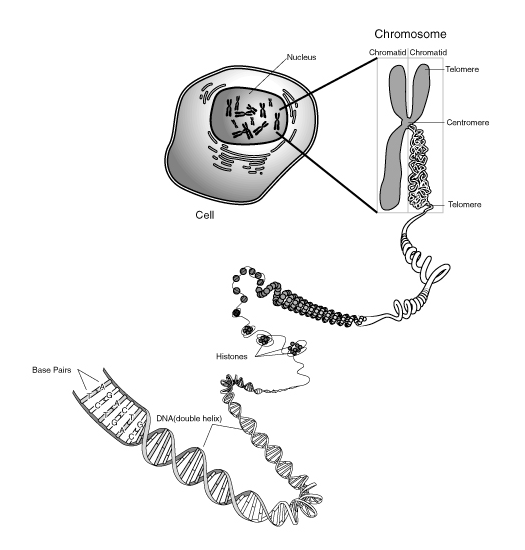 Chromosome
Chromatid Chromatid
Nucleus
Telomere
Centromere
Cell
Telomere
Histones
Base Pairs
DNA(double helix)